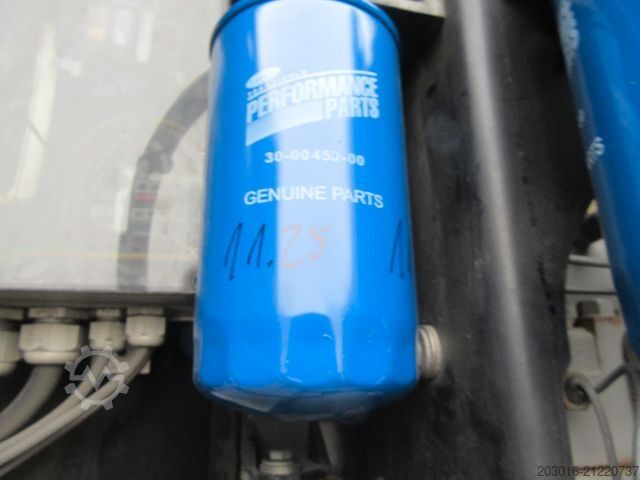 PERFORMANCE
PARTS
30-00450-00
GENUINE PARTS
11.25
203018-21220737